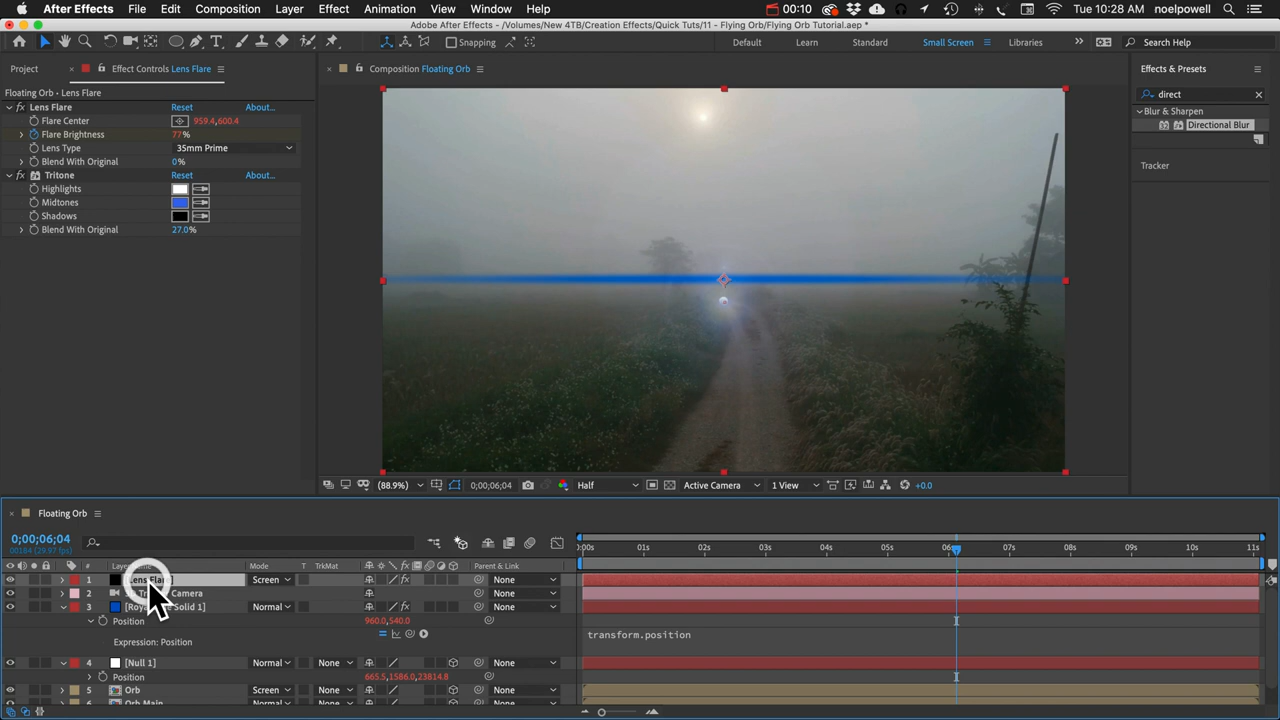 After Effects File Edit Composition Layer Effect Animation View Window Help 00:10 Tue 10:28 AM noelpowell
Adobe After Effects - /Volumes/New 4TB/Creation Effects/Quick Tuts/11 - Flying Orb/Flying Orb Tutorial.aep *
Snapping Default Learn Standard Small Screen Libraries Search Help
Project Effect Controls Lens Flare Composition Floating Orb Effects & Presets
Floating Orb • Lens Flare direct
fx Lens Flare Reset About... Blur & Sharpen
Flare Center 959.4,600.4 Directional Blur
Flare Brightness 77%
Lens Type 35mm Prime
Blend With Original 0% Tracker
fx Tritone Reset About...
Highlights
Midtones
Shadows
Blend With Original 27.0%
(88.9%) 0;00;06;04 Half Active Camera 1 View +0.0
Floating Orb
0;00;06;04
00184 (29.97 fps) :00s 01s 02s 03s 04s 05s 06s 07s 08s 09s 10s 11s
# Mode T TrkMat Parent & Link
1 Screen fx None
2 Camera None
3 Normal fx None
Position 960.0,540.0
Expression: Position transform.position
4 [Null 1] Normal None None
Position 665.5,1586.0,23814.8
5 Orb Screen None None
6 Orb Main